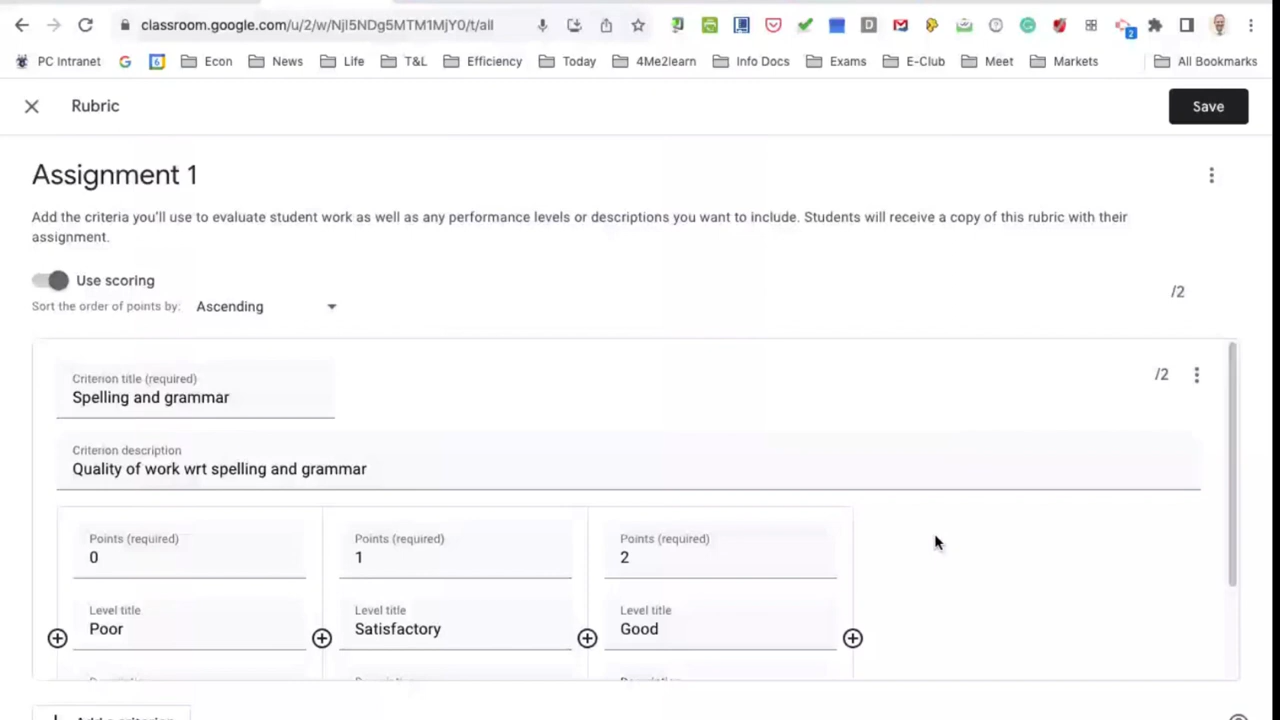 classroom.google.com/u/2/w/NjI5NDg5MTM1MjY0/t/all
2
PC Intranet
6
Econ
News
Life
T&L
Efficiency
Today
4Me2learn
Info Docs
Exams
E-Club
Meet
Markets
All Bookmarks
Rubric
Save
Assignment 1
Add the criteria you'll use to evaluate student work as well as any performance levels or descriptions you want to include. Students will receive a copy of this rubric with their
assignment.
Use scoring
Sort the order of points by: Ascending
/2
Criterion title (required)
Spelling and grammar
/2
Criterion description
Quality of work wrt spelling and grammar
Points (required) Points (required) Points (required)
0 1 2
Level title Level title Level title
Poor Satisfactory Good
Add a criterion